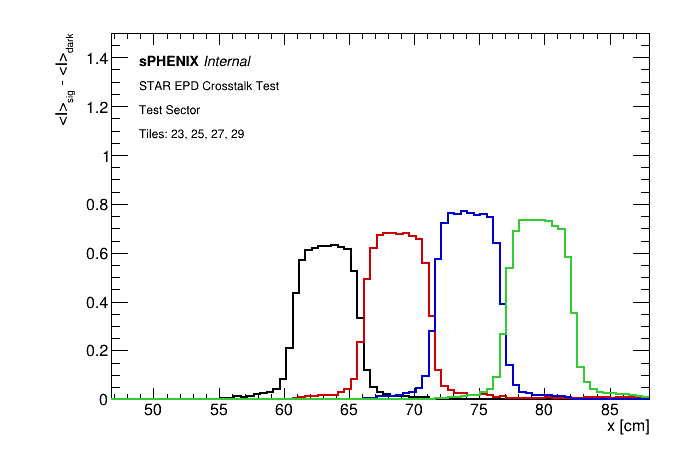 <I>sig - <I>dark
sPHENIX Internal
STAR EPD Crosstalk Test
Test Sector
Tiles: 23, 25, 27, 29
1.4
1.2
1
0.8
0.6
0.4
0.2
0
50 55 60 65 70 75 80 85
x [cm]